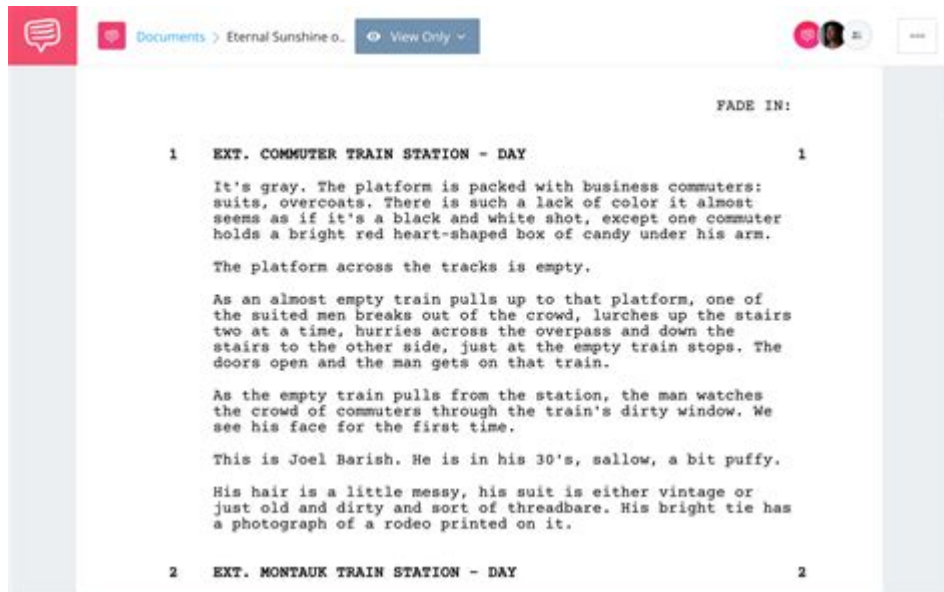 Documents > Eternal Sunshine o.. View Only
FADE IN:
1 EXT. COMMUTER TRAIN STATION - DAY 1
It's gray. The platform is packed with business commuters:
suits, overcoats. There is such a lack of color it almost
seems as if it's a black and white shot, except one commuter
holds a bright red heart-shaped box of candy under his arm.
The platform across the tracks is empty.
As an almost empty train pulls up to that platform, one of
the suited men breaks out of the crowd, lurches up the stairs
two at a time, hurries across the overpass and down the
stairs to the other side, just at the empty train stops. The
doors open and the man gets on that train.
As the empty train pulls from the station, the man watches
the crowd of commuters through the train's dirty window. We
see his face for the first time.
This is Joel Barish. He is in his 30's, sallow, a bit puffy.
His hair is a little messy, his suit is either vintage or
just old and dirty and sort of threadbare. His bright tie has
a photograph of a rodeo printed on it.
2 EXT. MONTAUK TRAIN STATION - DAY 2